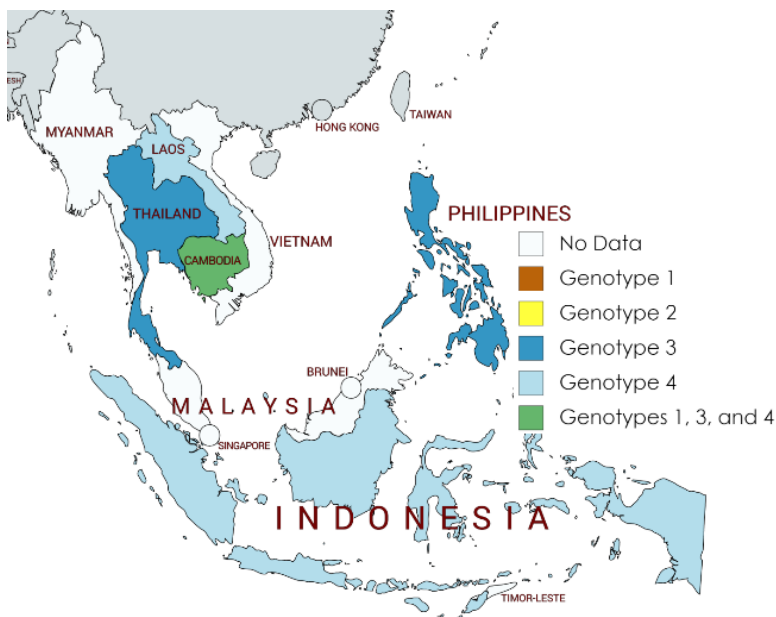 ESH
MYANMAR
LAOS
HONG KONG
TAIWAN
THAILAND
VIETNAM
CAMBODIA
PHILIPPINES
No Data
Genotype 1
Genotype 2
Genotype 3
Genotype 4
Genotypes 1, 3, and 4
BRUNEI
MALAYSIA
SINGAPORE
INDONESIA
TIMOR-LESTE